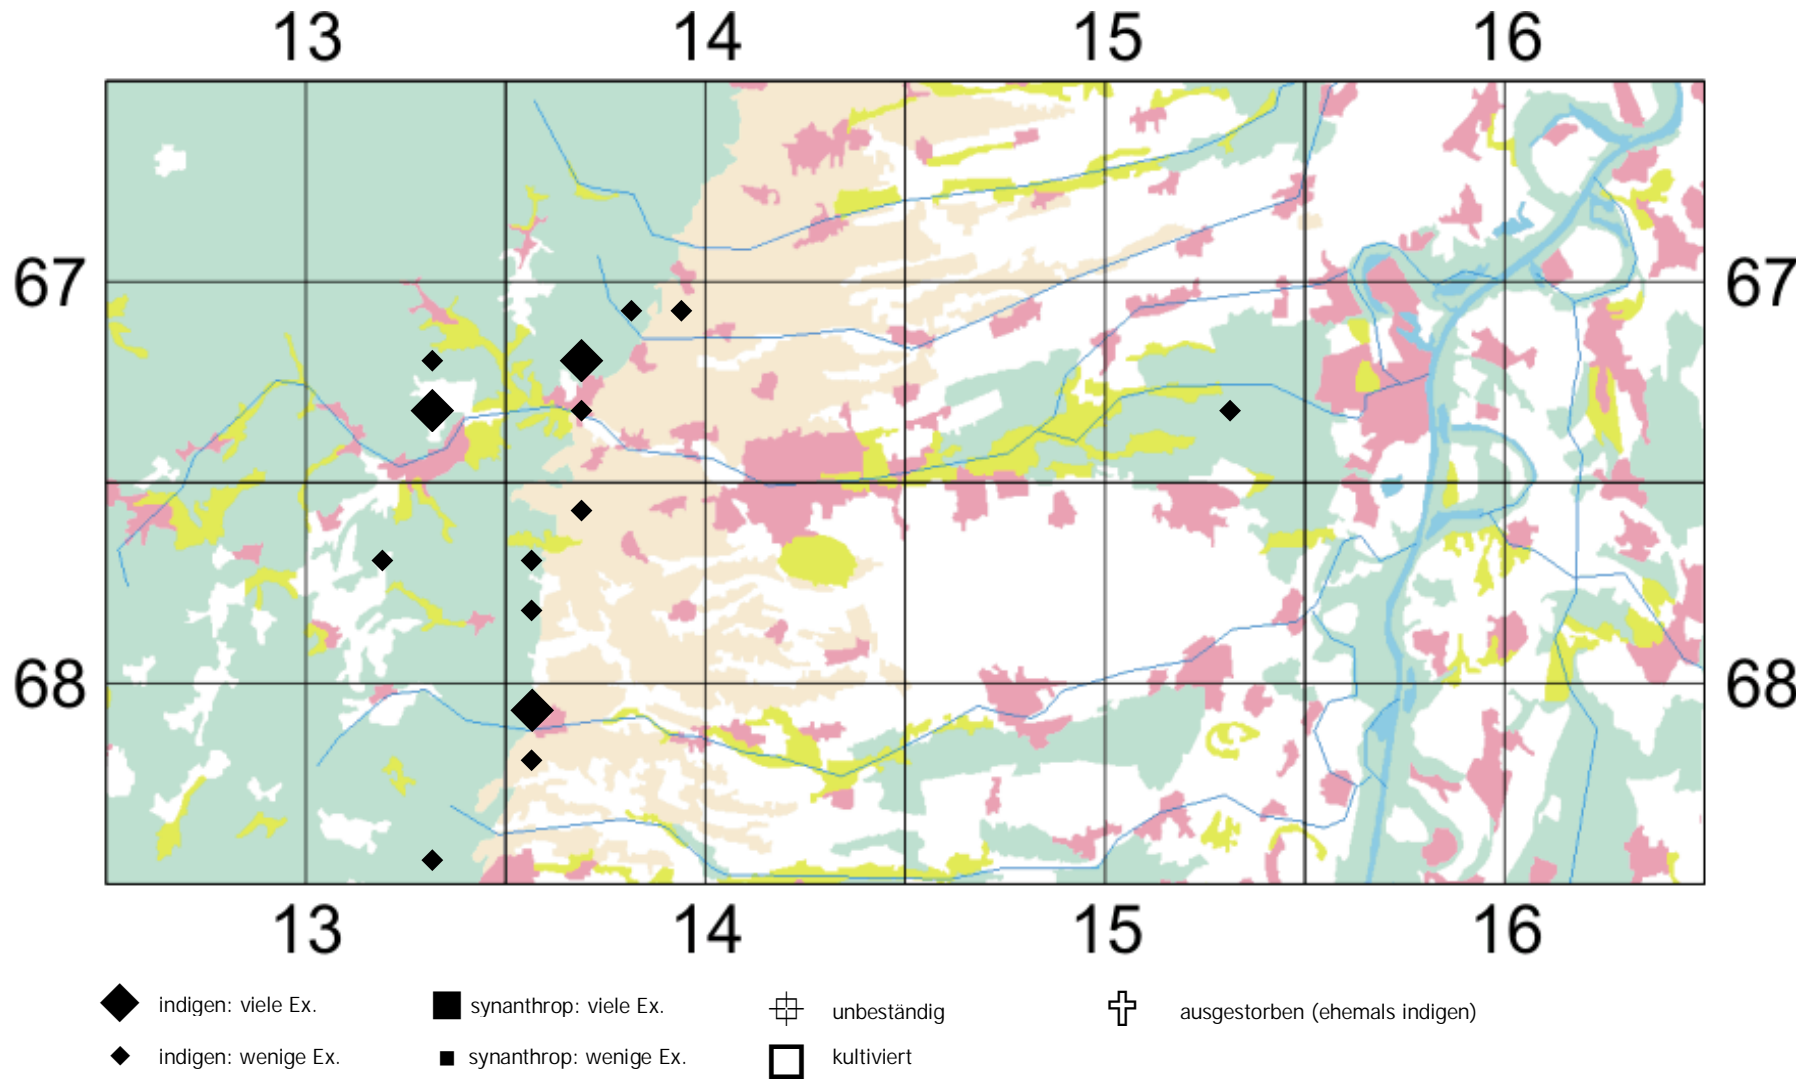 13 14 15 16
67 67
68 68
13 14 15 16
indigen: viele Ex. synanthrop: viele Ex. unbeständig ausgestorben (ehemals indigen)
indigen: wenige Ex. synanthrop: wenige Ex. kultiviert